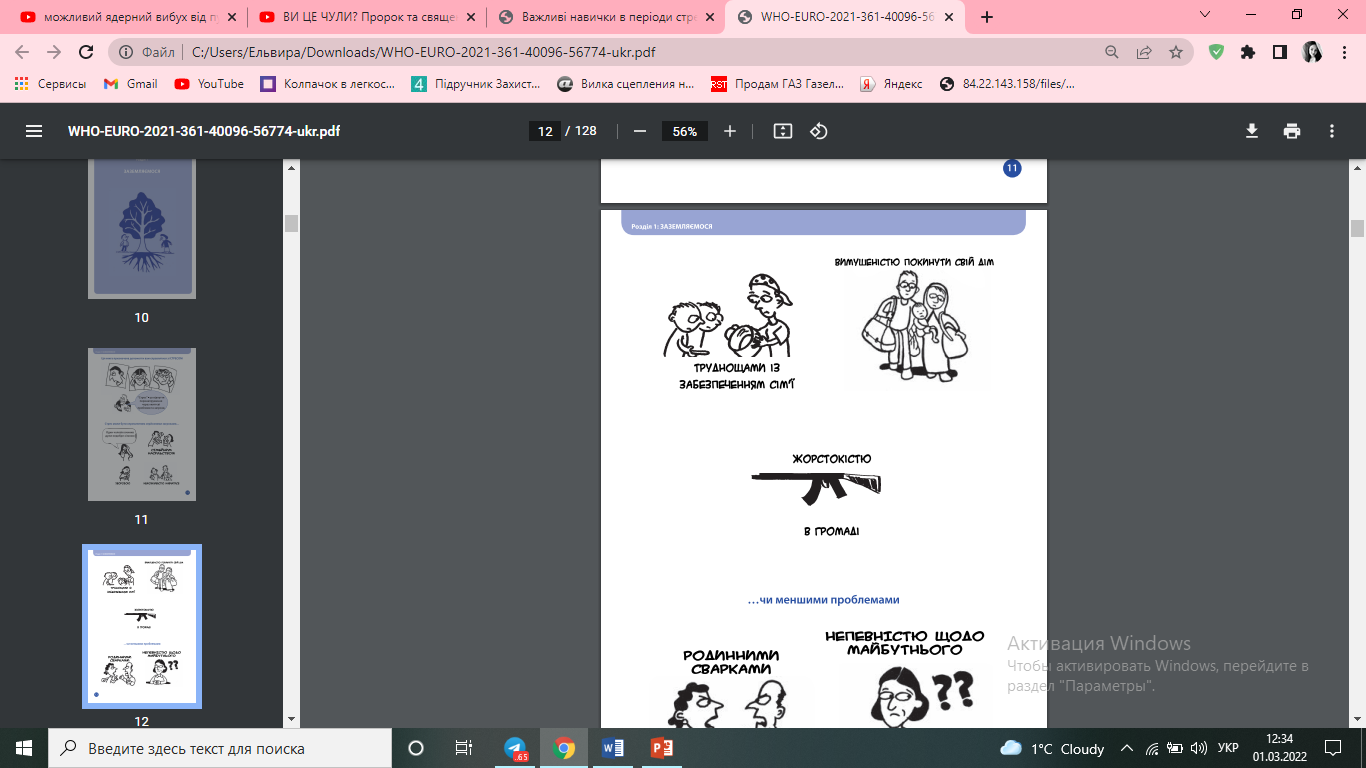 можливий ядерний вибух від п
ВИ ЦЕ ЧУЛИ? Пророк та свяще
Важливі навички в періоди стр
WHO-EURO-2021-361-40096-56
Файл
C:/Users/Ельвира/Downloads/WHO-EURO-2021-361-40096-56774-ukr.pdf
Сервисы
Gmail
YouTube
Колпачок в легкос...
Підручник Захист...
Вилка сцепления н...
RST
Продам ГАЗ Газел...
Яндекс
84.22.143.158/files/...
WHO-EURO-2021-361-40096-56774-ukr.pdf
12 / 128
56%
ЗАЗЕМЛЯЄМОСЯ
10
11
12
11
Розділ 1: ЗАЗЕМЛЯЄМОСЯ
ВИМУШЕНІСТЮ ПОКИНУТИ СВІЙ ДІМ
ТРУДНОЩАМИ ІЗ
ЗАБЕЗПЕЧЕННЯМ СІМ'Ї
ЖОРСТОКІСТЮ
В ГРОМАДІ
...чи меншими проблемами
РОДИННИМИ
СВАРКАМИ
НЕПЕВНІСТЮ ЩОДО
МАЙБУТНЬОГО
??
Активация Windows
Чтобы активировать Windows, перейдите в
раздел "Параметры".
Введите здесь текст для поиска
.65
1°C Cloudy
УКР
12:34
01.03.2022